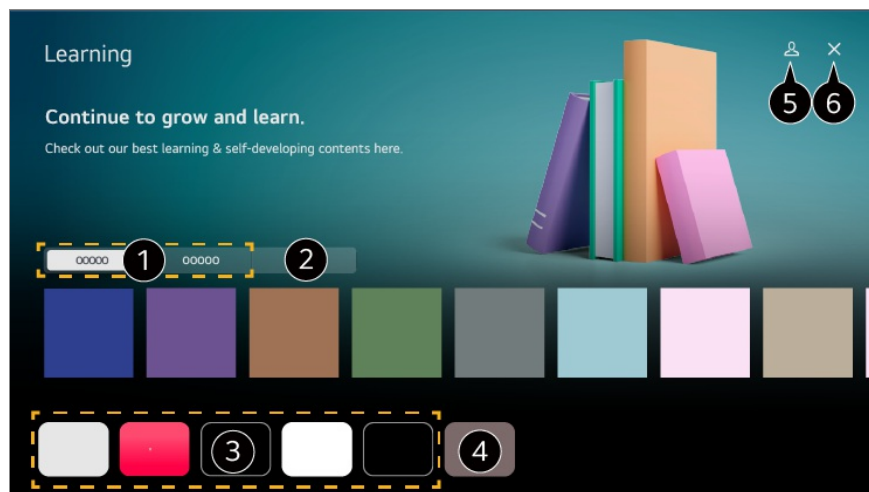 Learning
5 6
Continue to grow and learn.
Check out our best learning & self-developing contents here.
ooooo 1 ooooo 2
3 4